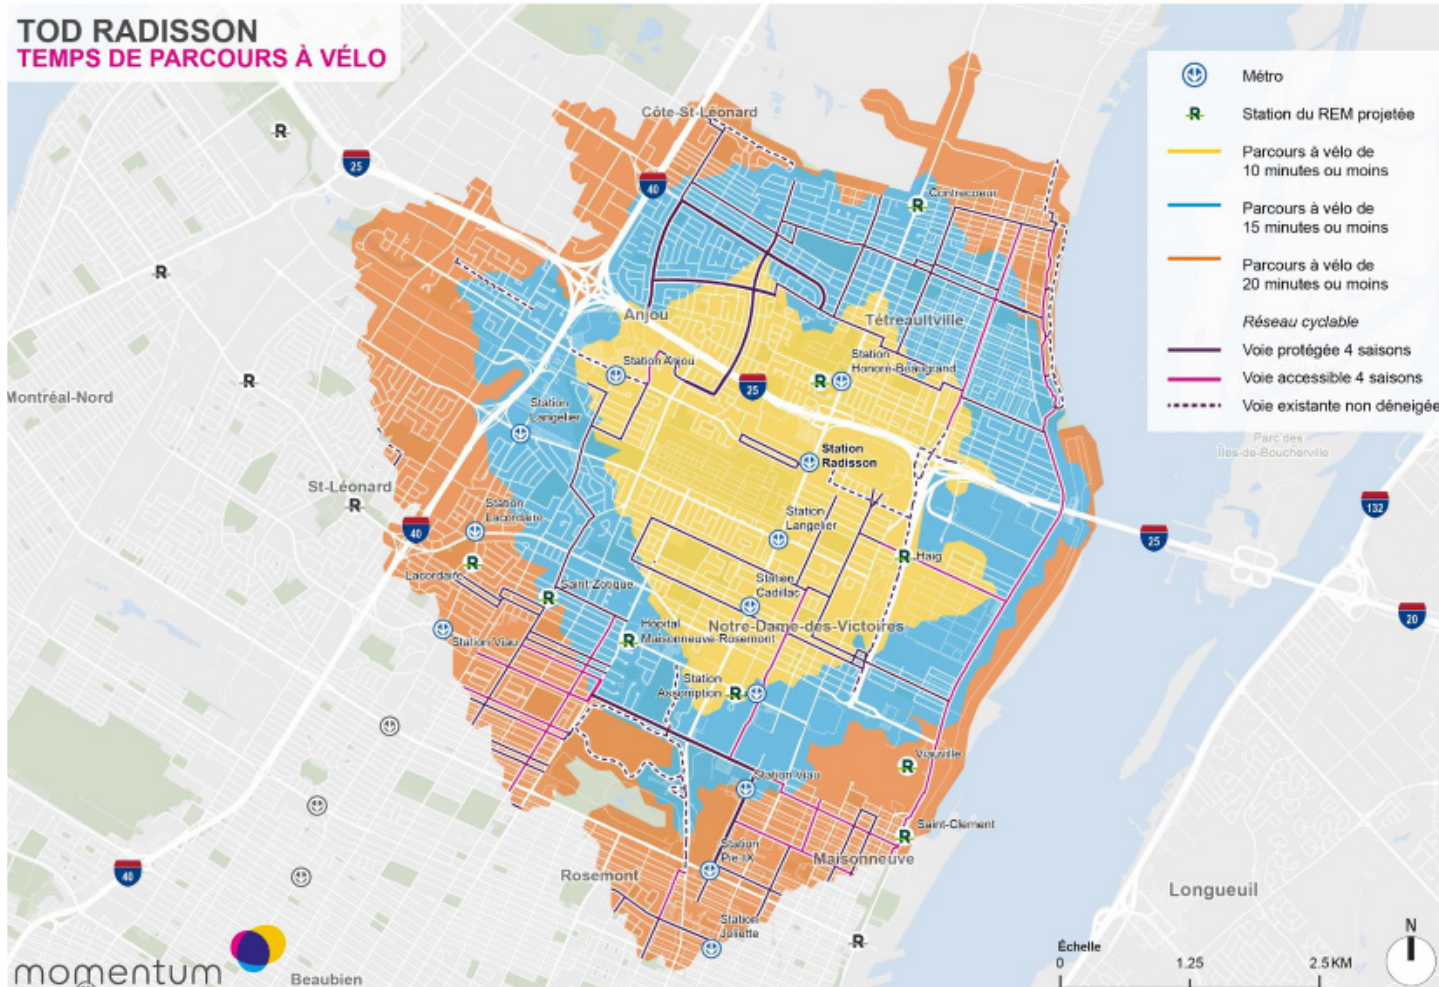 TOD RADISSON
TEMPS DE PARCOURS À VÉLO
Métro
Station du REM projetée
Parcours à vélo de
10 minutes ou moins
Parcours à vélo de
15 minutes ou moins
Parcours à vélo de
20 minutes ou moins
Réseau cyclable
Voie protégée 4 saisons
Voie accessible 4 saisons
Voie existante non déneigée
Côte-St-Léonard
R
25
40
R
Contrecoeur
R
Anjou
Tétreaultville
Station Anjou
Station
Honoré-Beaugrand
R
R
25
Montréal-Nord
Station
Langelier
Station
Radisson
Parc des
Îles-de-Boucherville
St-Léonard
R
Station
Lacordaire
40
Station
Langelier
132
25
R
Lacordaire
R
Haig
R
Saint-Zotique
Station
Cadillac
20
R
Hôpital
Maisonneuve-Rosemont
Notre-Dame-des-Victoires
Station Viau
Station
Assomption
R
Viauville
R
Station Viau
R
Saint-Clement
Station
Pie-IX
Maisonneuve
40
Rosemont
Longueuil
Station
Joliette
R
momentum
Beaubien
Échelle
0
1.25
2.5 KM
N